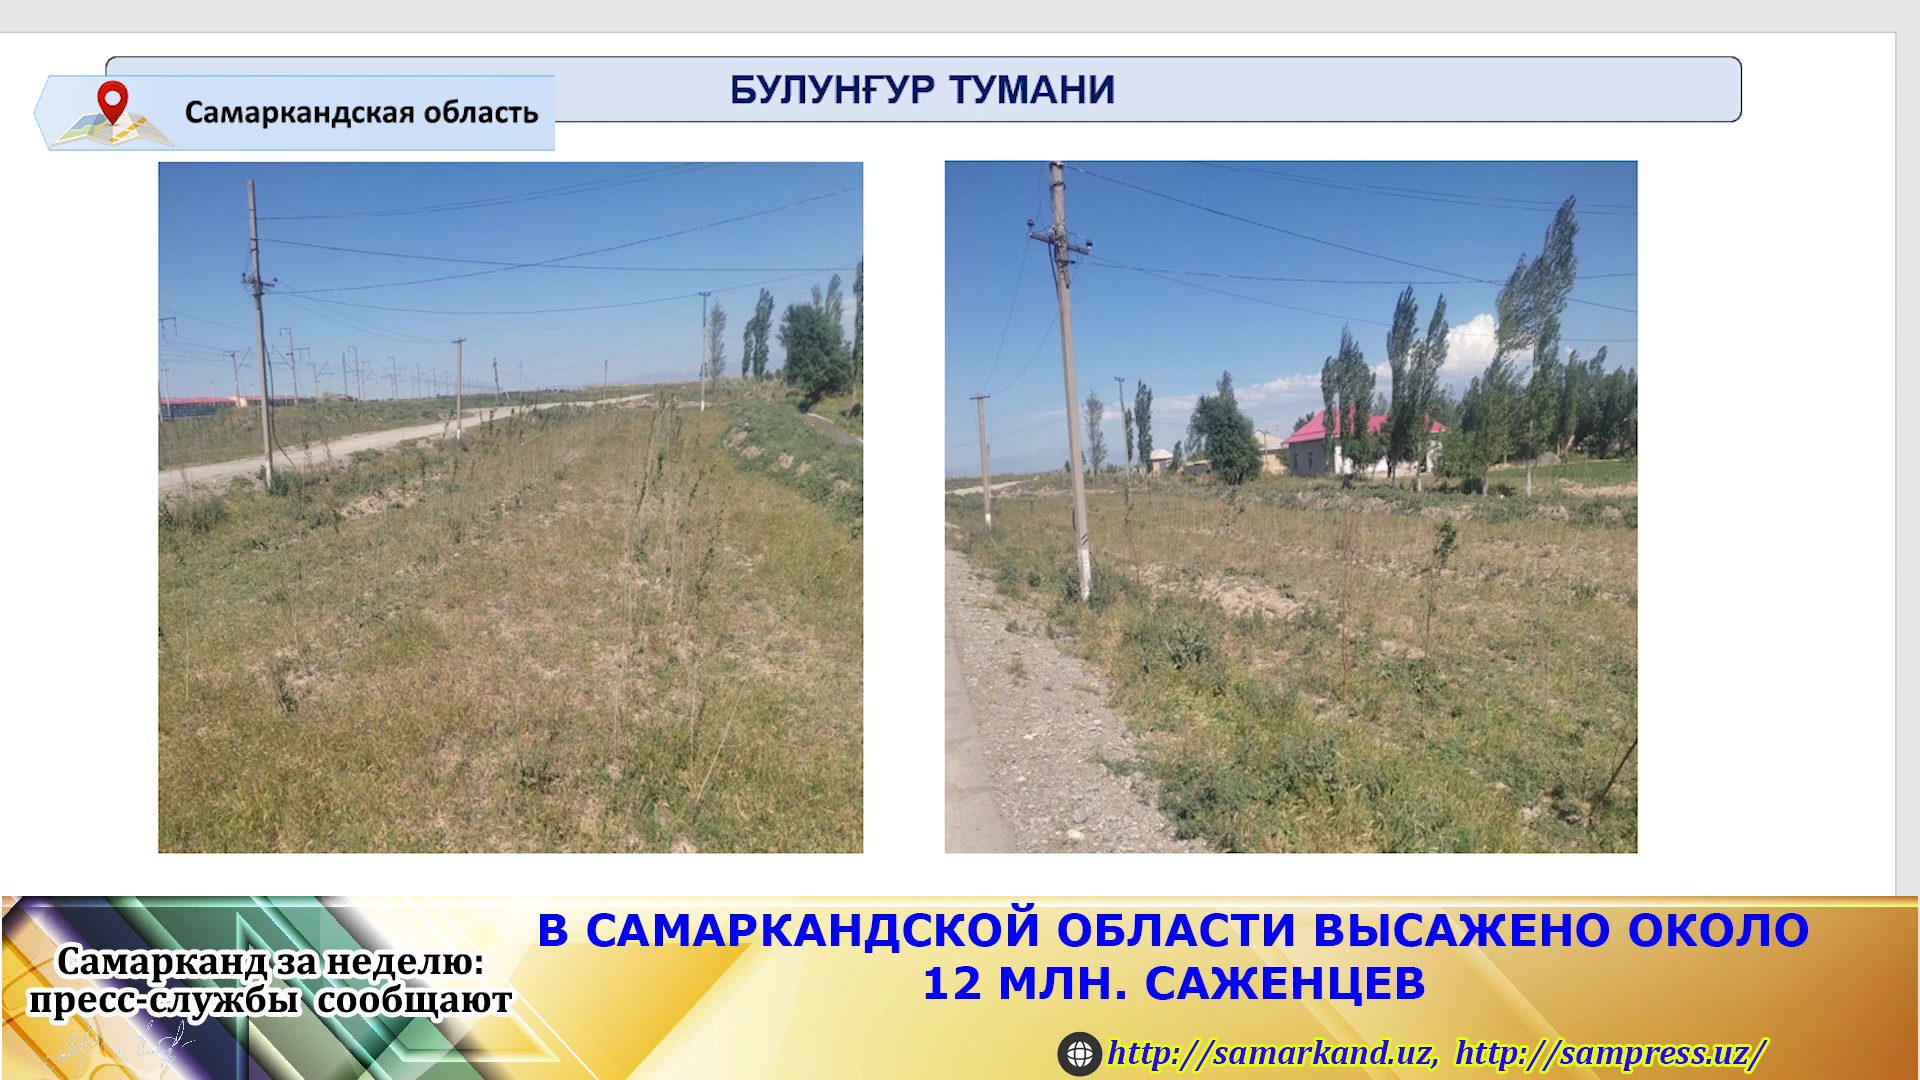 БУЛУНҒУР ТУМАНИ
Самаркандская область
В САМАРКАНДСКОЙ ОБЛАСТИ ВЫСАЖЕНО ОКОЛО
12 МЛН. САЖЕНЦЕВ
Самарканд за неделю:
пресс-службы сообщают
http://samarkand.uz, http://sampress.uz/